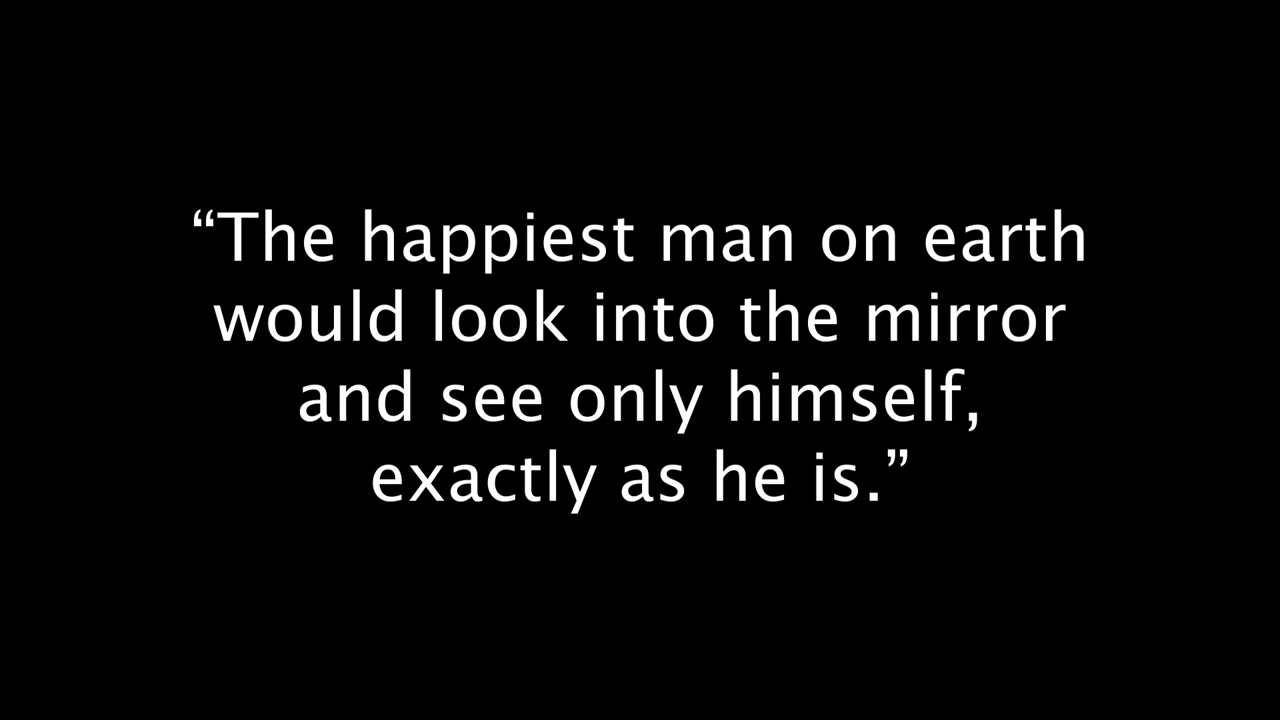 “The happiest man on earth
would look into the mirror
and see only himself,
exactly as he is.”